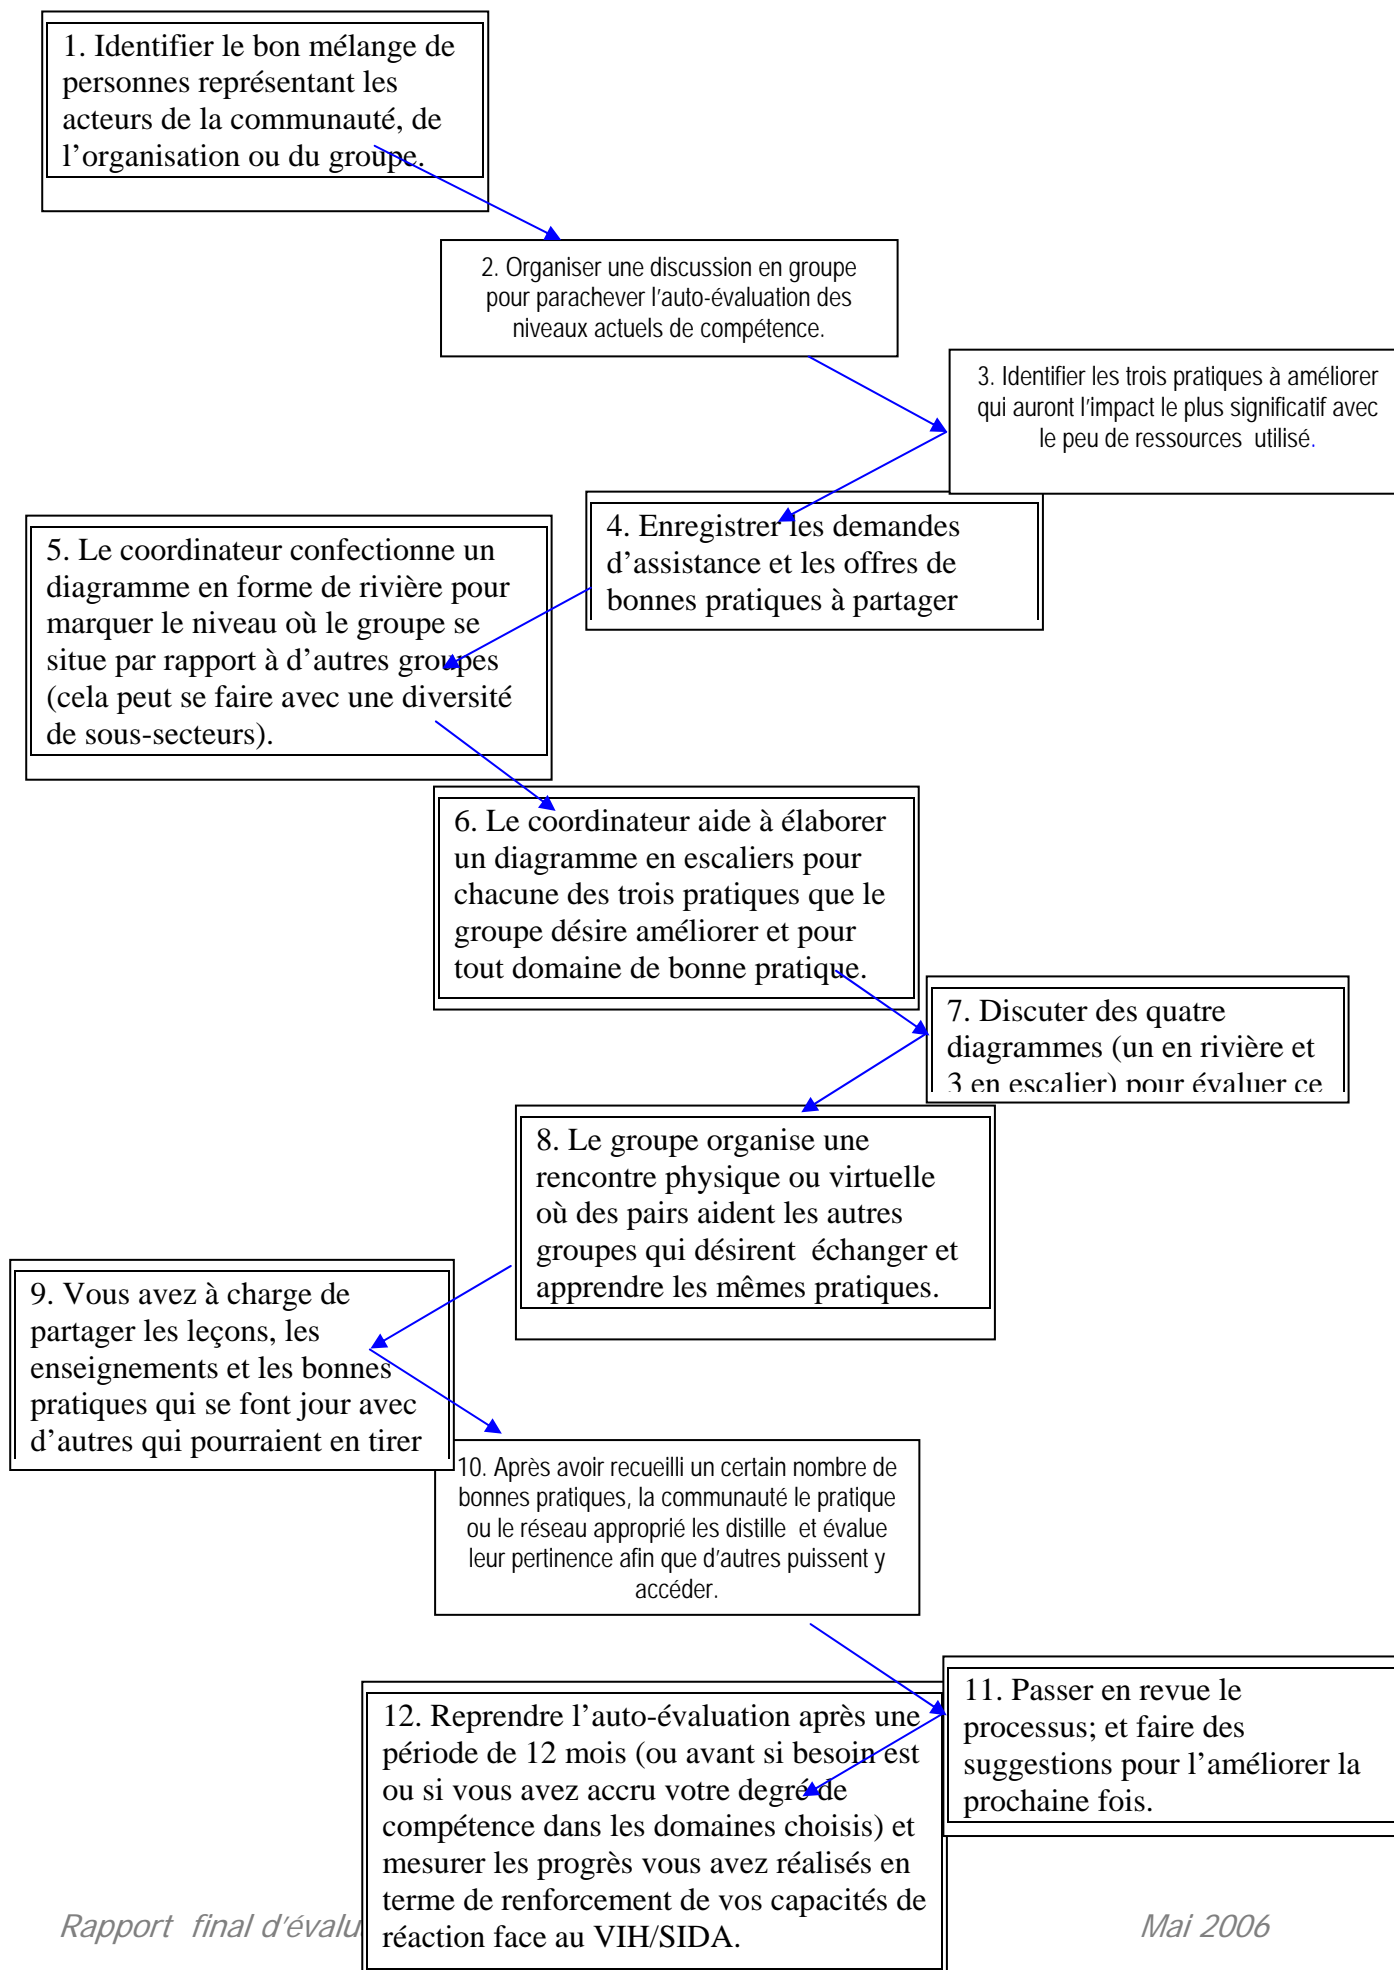 1. Identifier le bon mélange de
personnes représentant les
acteurs de la communauté, de
l’organisation ou du groupe.
2. Organiser une discussion en groupe
pour parachever l’auto-évaluation des
niveaux actuels de compétence.
3. Identifier les trois pratiques à améliorer
qui auront l’impact le plus significatif avec
le peu de ressources utilisé.
4. Enregistrer les demandes
d’assistance et les offres de
bonnes pratiques à partager
5. Le coordinateur confectionne un
diagramme en forme de rivière pour
marquer le niveau où le groupe se
situe par rapport à d’autres groupes
(cela peut se faire avec une diversité
de sous-secteurs).
6. Le coordinateur aide à élaborer
un diagramme en escaliers pour
chacune des trois pratiques que le
groupe désire améliorer et pour
tout domaine de bonne pratique.
7. Discuter des quatre
diagrammes (un en rivière et
3 en escalier) pour évaluer ce
8. Le groupe organise une
rencontre physique ou virtuelle
où des pairs aident les autres
groupes qui désirent échanger et
apprendre les mêmes pratiques.
9. Vous avez à charge de
partager les leçons, les
enseignements et les bonnes
pratiques qui se font jour avec
d’autres qui pourraient en tirer
10. Après avoir recueilli un certain nombre de
bonnes pratiques, la communauté le pratique
ou le réseau approprié les distille et évalue
leur pertinence afin que d’autres puissent y
accéder.
11. Passer en revue le
processus; et faire des
suggestions pour l’améliorer la
prochaine fois.
12. Reprendre l’auto-évaluation après une
période de 12 mois (ou avant si besoin est
ou si vous avez accru votre degré de
compétence dans les domaines choisis) et
mesurer les progrès vous avez réalisés en
terme de renforcement de vos capacités de
réaction face au VIH/SIDA.
Rapport final d’évalu
Mai 2006